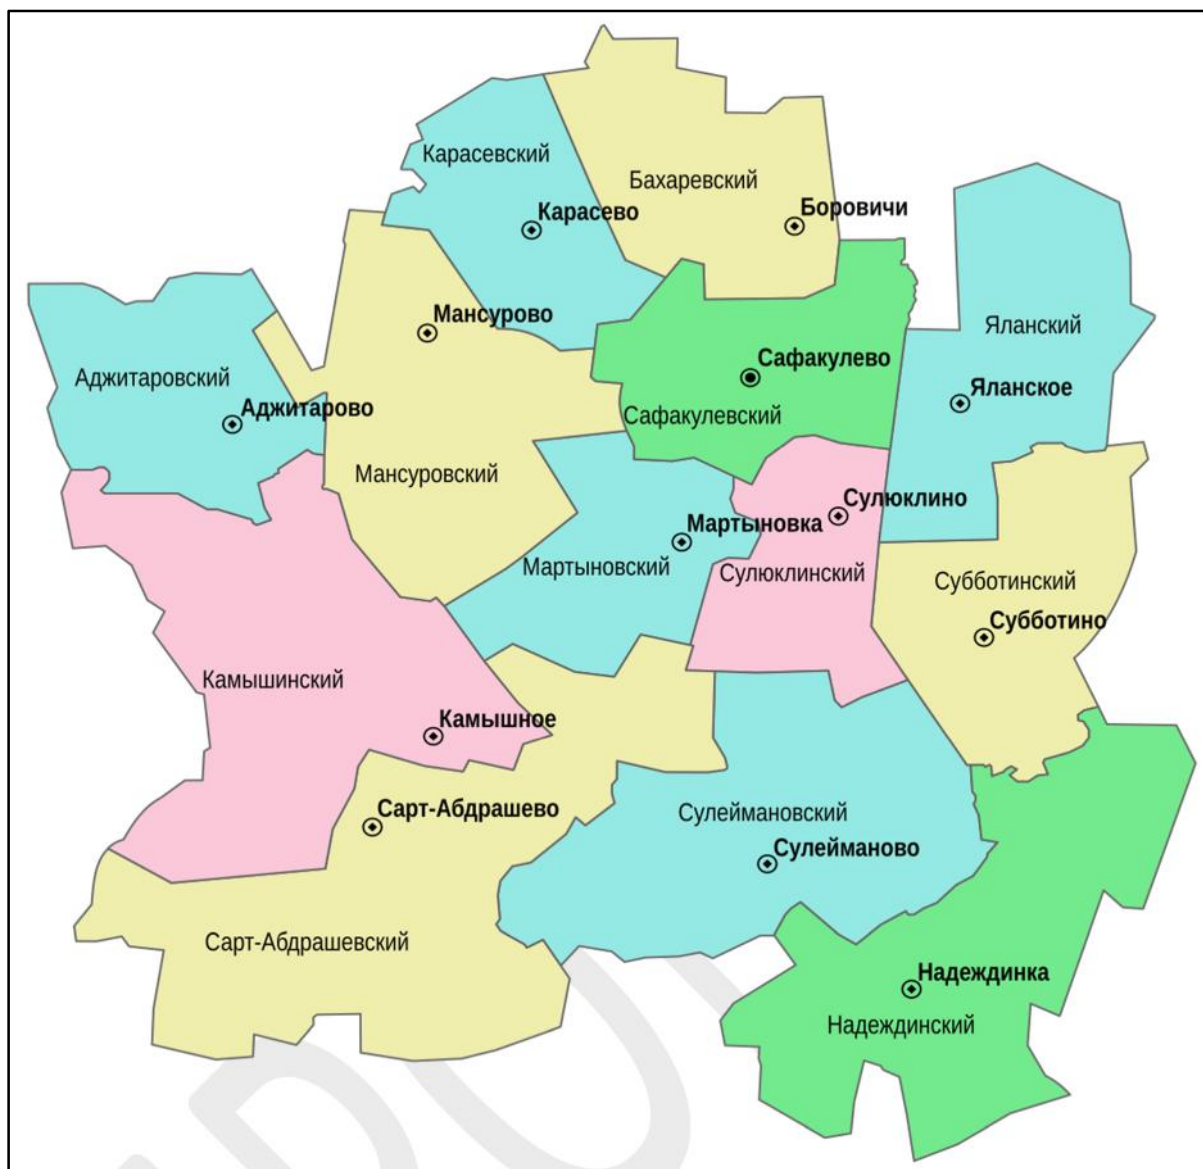 Карасевский
Бахаревский
Карасево
Боровичи
Мансурово
Яланский
Аджитаровский
Сафакулево
Яланское
Аджитарово
Сафакулевский
Мансуровский
Сулюклино
Мартыновка
Мартыновский
Сулюклинский
Субботинский
Субботино
Камышинский
Камышное
Сарт-Абдрашево
Сулеймановский
Сулейманово
Сарт-Абдрашевский
Надеждинка
Надеждинский